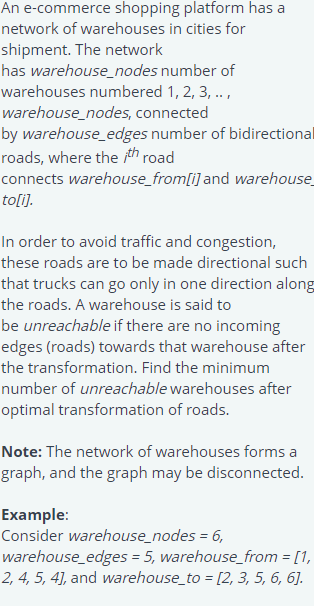 An e-commerce shopping platform has a
network of warehouses in cities for
shipment. The network
has warehouse_nodes number of
warehouses numbered 1, 2, 3, .. ,
warehouse_nodes, connected
by warehouse_edges number of bidirectional
roads, where the ith road
connects warehouse_from[i] and warehouse_
to[i].
In order to avoid traffic and congestion,
these roads are to be made directional such
that trucks can go only in one direction along
the roads. A warehouse is said to
be unreachable if there are no incoming
edges (roads) towards that warehouse after
the transformation. Find the minimum
number of unreachable warehouses after
optimal transformation of roads.
Note: The network of warehouses forms a
graph, and the graph may be disconnected.
Example:
Consider warehouse_nodes = 6,
warehouse_edges = 5, warehouse_from = [1,
2, 4, 5, 4], and warehouse_to = [2, 3, 5, 6, 6].